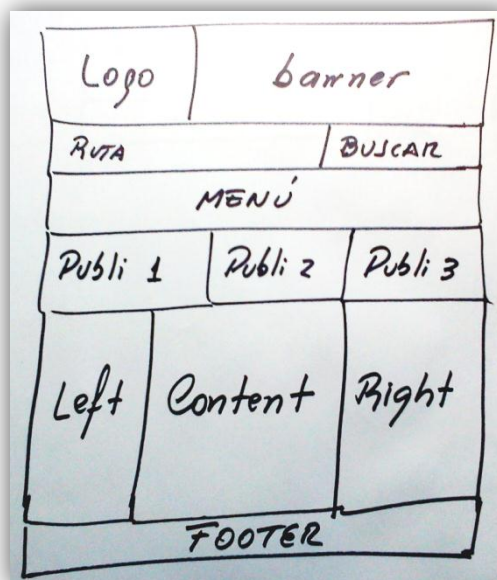 Logo banner
RUTA BUSCAR
MENÚ
Publi 1 Publi 2 Publi 3
Left Content Right
FOOTER